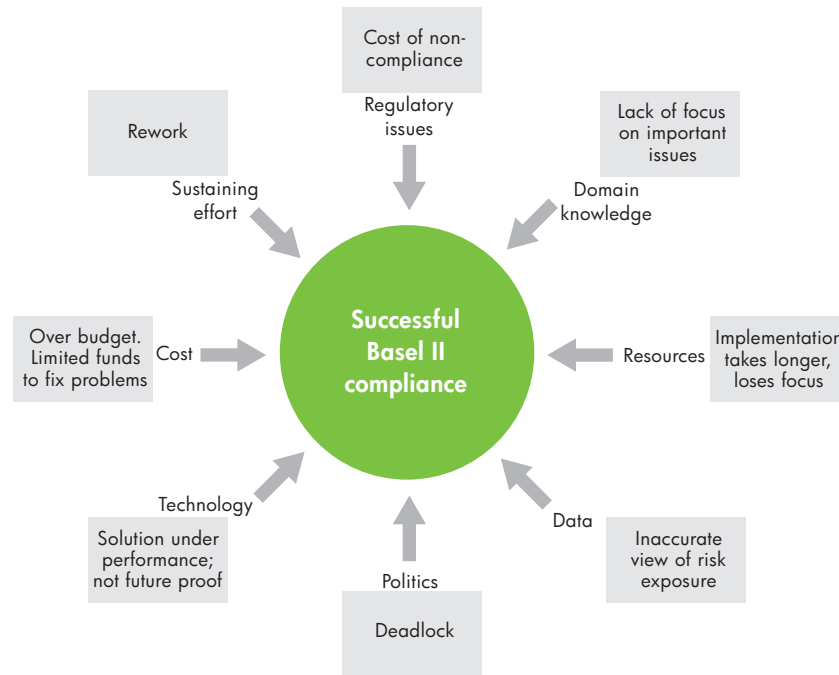 Cost of non-
compliance
Regulatory
issues
Lack of focus
on important
issues
Domain
knowledge
Resources
Implementation
takes longer,
loses focus
Data
Inaccurate
view of risk
exposure
Politics
Deadlock
Technology
Solution under
performance;
not future proof
Cost
Over budget.
Limited funds
to fix problems
Rework
Sustaining
effort
Successful
Basel II
compliance